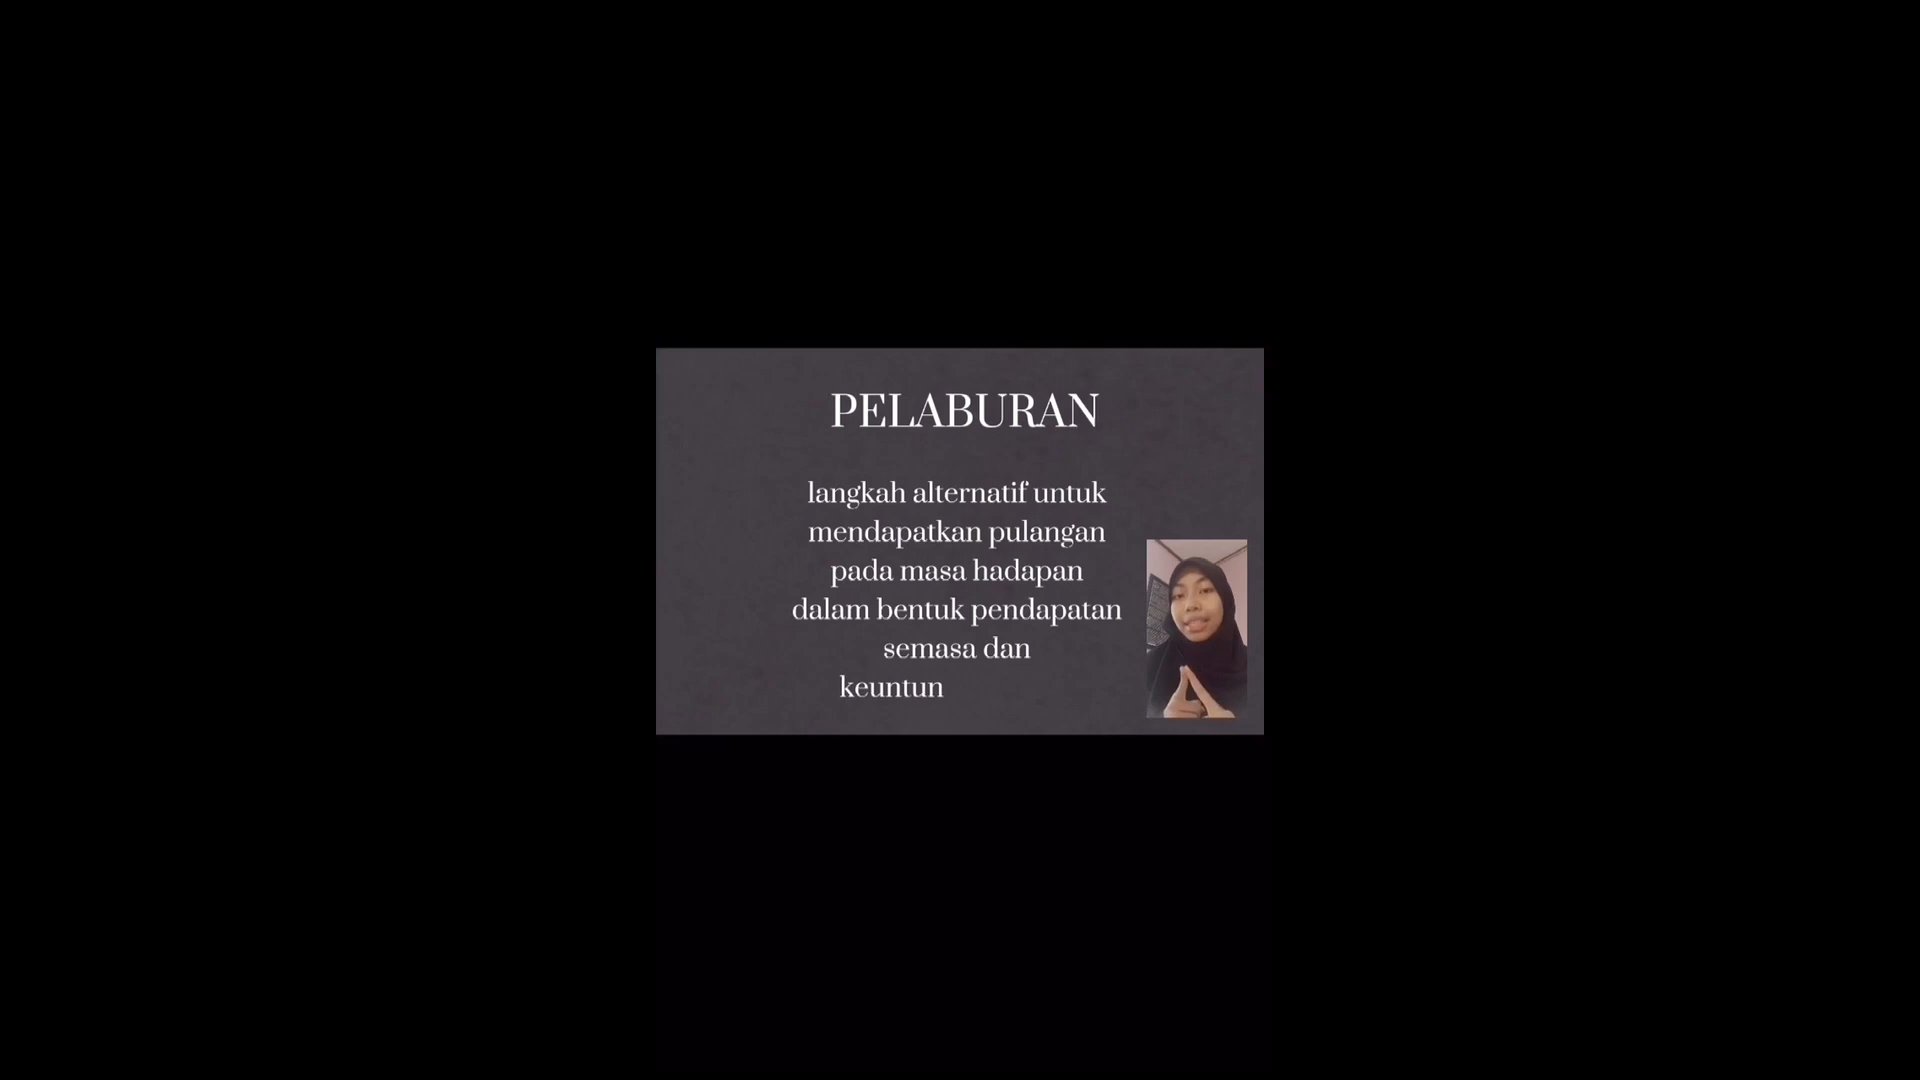 PELABURAN
langkah alternatif untuk
mendapatkan pulangan
pada masa hadapan
dalam bentuk pendapatan
semasa dan
keuntun